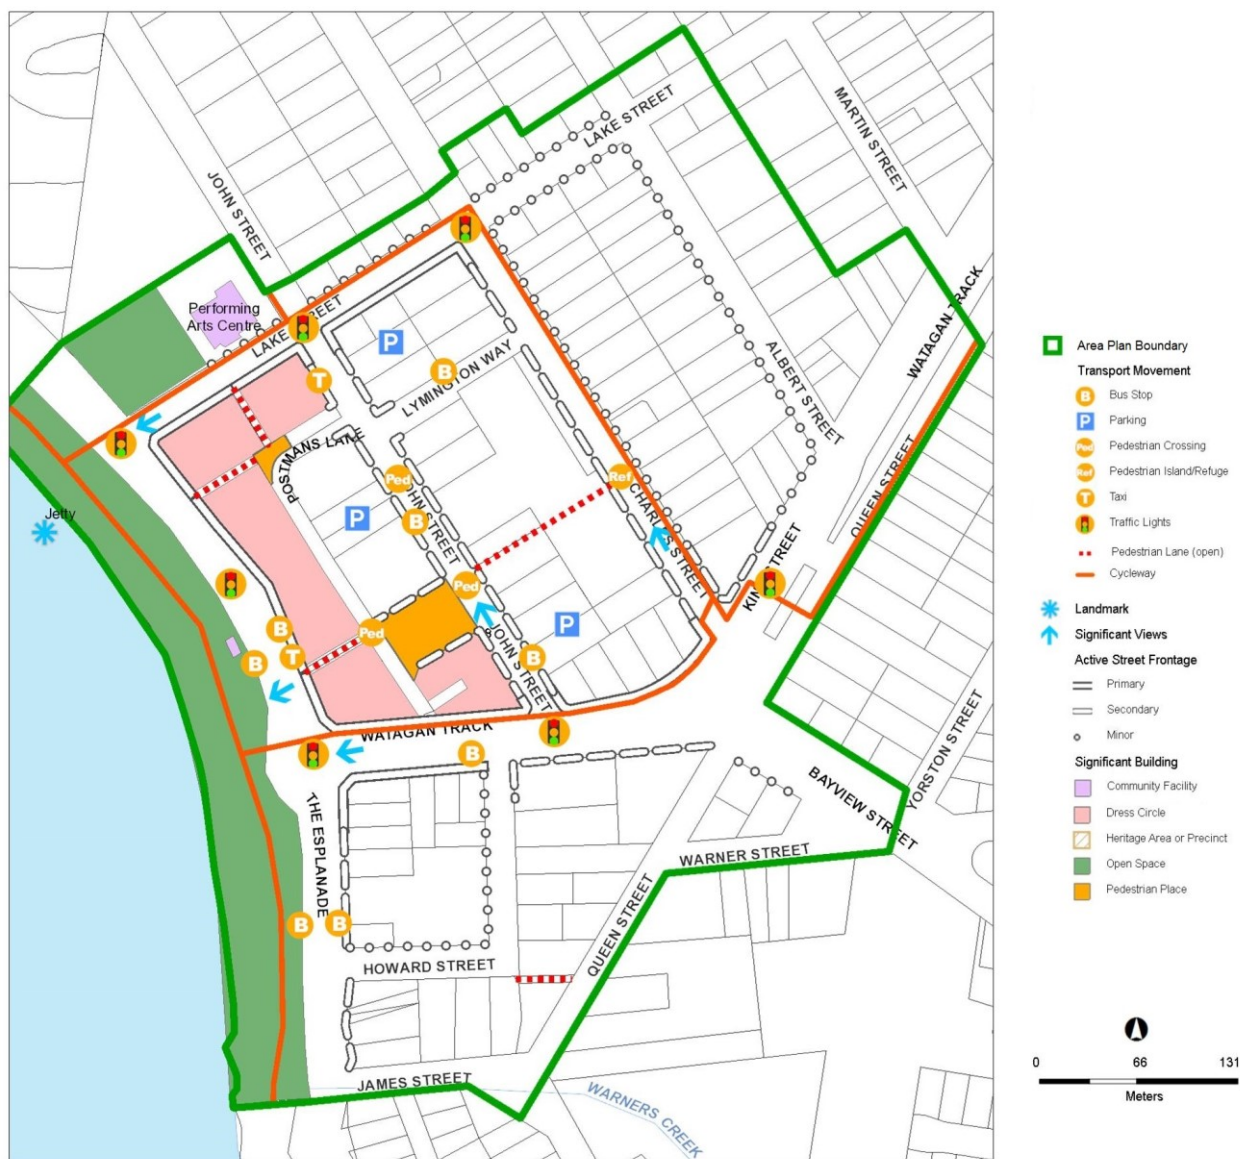 LAKE STREET
MARTIN STREET
JOHN STREET
WATAGAN TRACK
Performing
Arts Centre
LAKE STREET
P
LYMINGTON WAY
B
T
ALBERT STREET
POSTMANS LANE
QUEEN STREET
Ped
Ref
JOHN STREET
CHARLES STREET
P
B
Jetty
KING STREET
Ped
P
B
Ped
T
B
JOHN STREET
B
WATAGAN TRACK
B
YORSTON STREET
BAYVIEW STREET
THE ESPLANADE
WARNER STREET
QUEEN STREET
B
B
HOWARD STREET
JAMES STREET
WARNERS CREEK
Area Plan Boundary
Transport Movement
B Bus Stop
P Parking
Ped Pedestrian Crossing
Ref Pedestrian Island/Refuge
T Taxi
Traffic Lights
Pedestrian Lane (open)
Cycleway
Landmark
Significant Views
Active Street Frontage
Primary
Secondary
Minor
Significant Building
Community Facility
Dress Circle
Heritage Area or Precinct
Open Space
Pedestrian Place
0 66 131
Meters